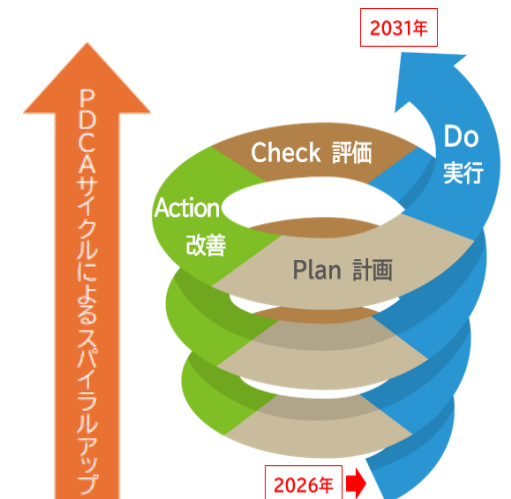 2031年
PDCAサイクルによるスパイラルアップ
Check 評価
Do
実行
Action
改善
Plan 計画
2026年